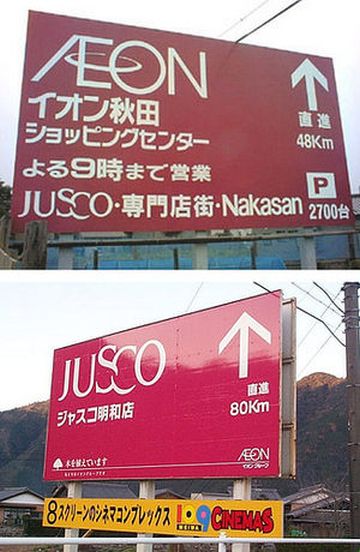 ÆON
イオン秋田
ショッピングセンター
よる9時まで営業
JUSCO・専門店街・Nakasan
直進
48Km
P
2700台
JUSCO
ジャスコ明和店
直進
80Km
木を植えています
ÆON
イオングループ
8スクリーンのシネマコンプレックス
109 CINEMAS
MEIWA